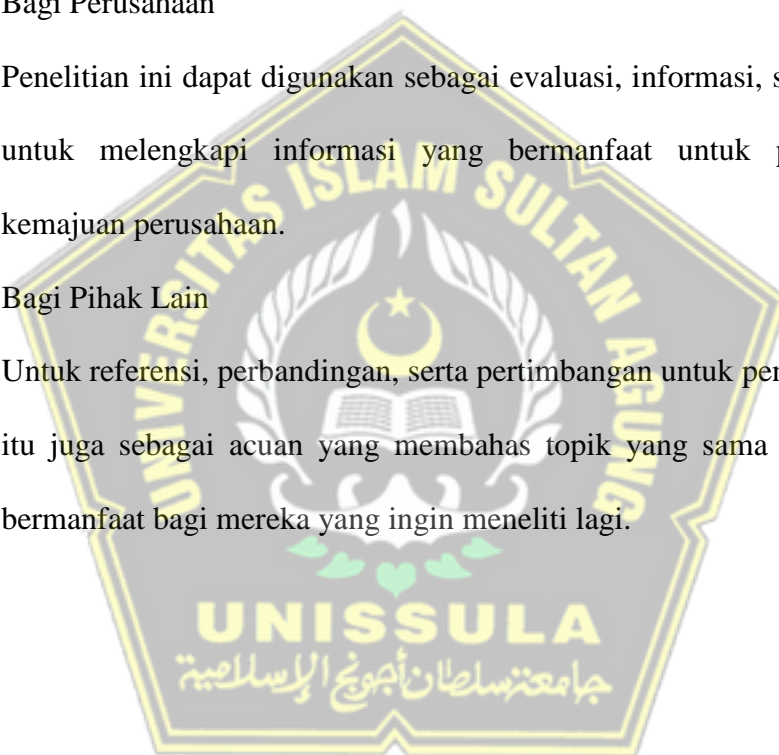 Bagi Perusahaan
Penelitian ini dapat digunakan sebagai evaluasi, informasi,
untuk melengkapi informasi yang bermanfaat untuk
kemajuan perusahaan.
Bagi Pihak Lain
Untuk referensi, perbandingan, serta pertimbangan untuk
itu juga sebagai acuan yang membahas topik yang sama
bermanfaat bagi mereka yang ingin meneliti lagi.
UNIVERSITAS ISLAM SULTAN AGUNG
UNISSULA
جامعة سلطان أجونج الإسلامية